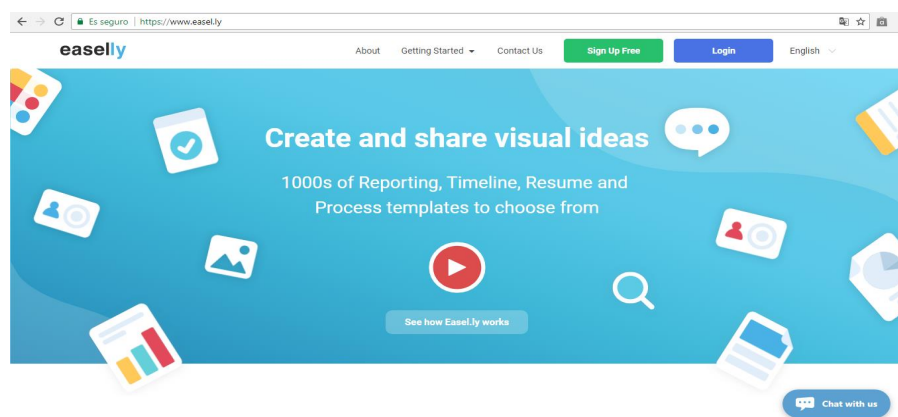 Es seguro | https://www.easel.ly
easelly
About Getting Started Contact Us Sign Up Free Login English
Create and share visual ideas
1000s of Reporting, Timeline, Resume and
Process templates to choose from
See how Easel.ly works
Chat with us